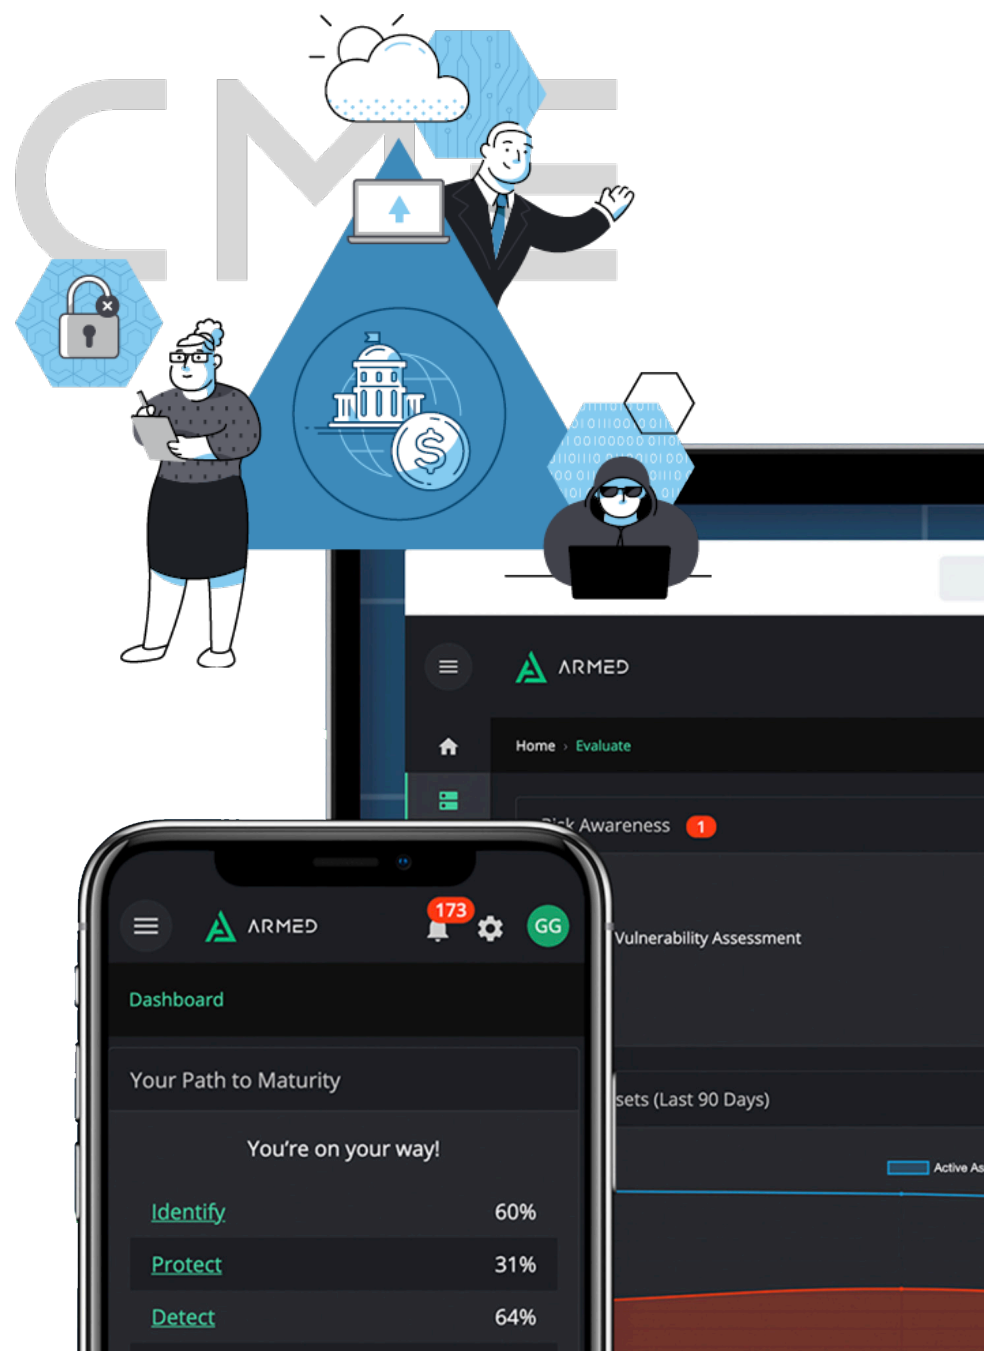 CME
$
ARMED
Home › Evaluate
Risk Awareness 1
Vulnerability Assessment
sets (Last 90 Days)
Active As
173
ARMED
GG
Dashboard
Your Path to Maturity
You're on your way!
Identify 60%
Protect 31%
Detect 64%